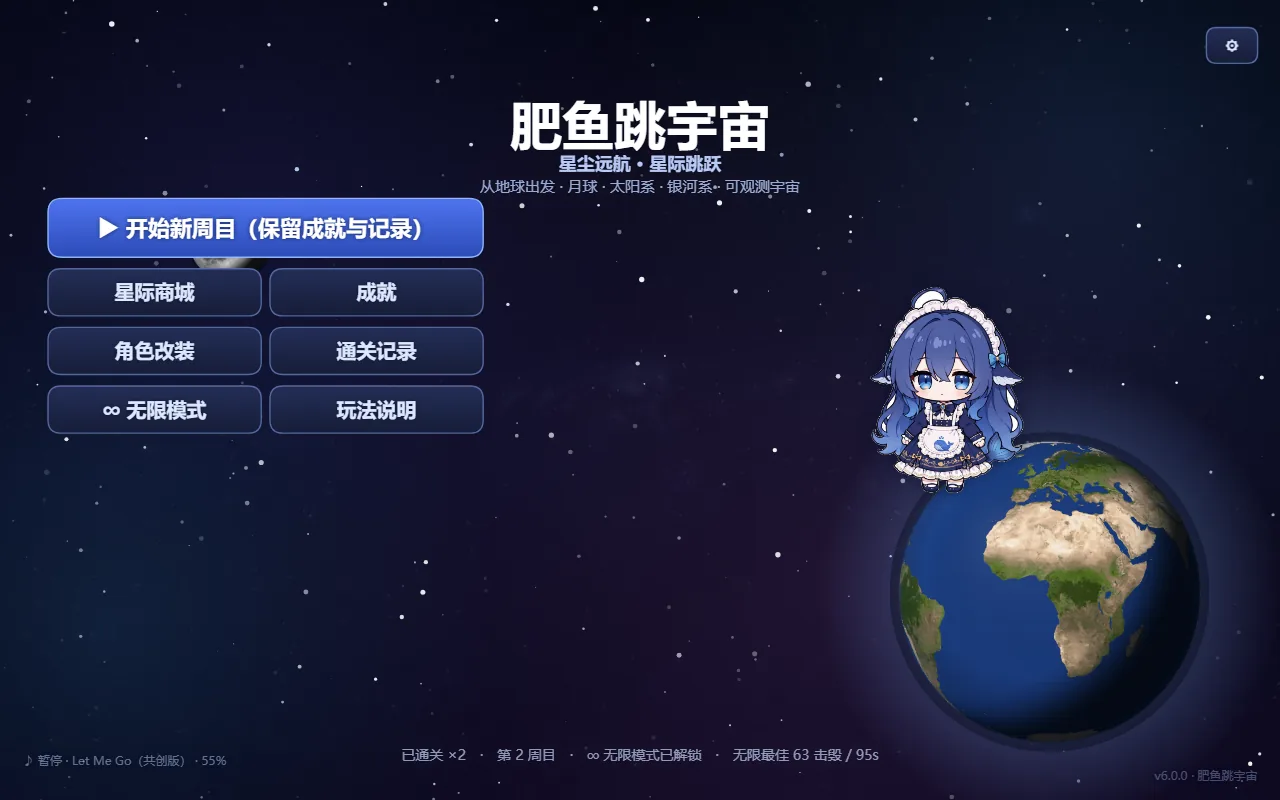 肥鱼跳宇宙
星尘远航 · 星际跳跃
从地球出发 · 月球 · 太阳系 · 银河系 · 可观测宇宙
▶ 开始新周目（保留成就与记录）
星际商城
成就
角色改装
通关记录
∞ 无限模式
玩法说明
已通关 ×2 · 第 2 周目 · ∞ 无限模式已解锁 · 无限最佳 63 击毁 / 95s
♪ 暂停 · Let Me Go（共创版） · 55%
v6.0.0 · 肥鱼跳宇宙